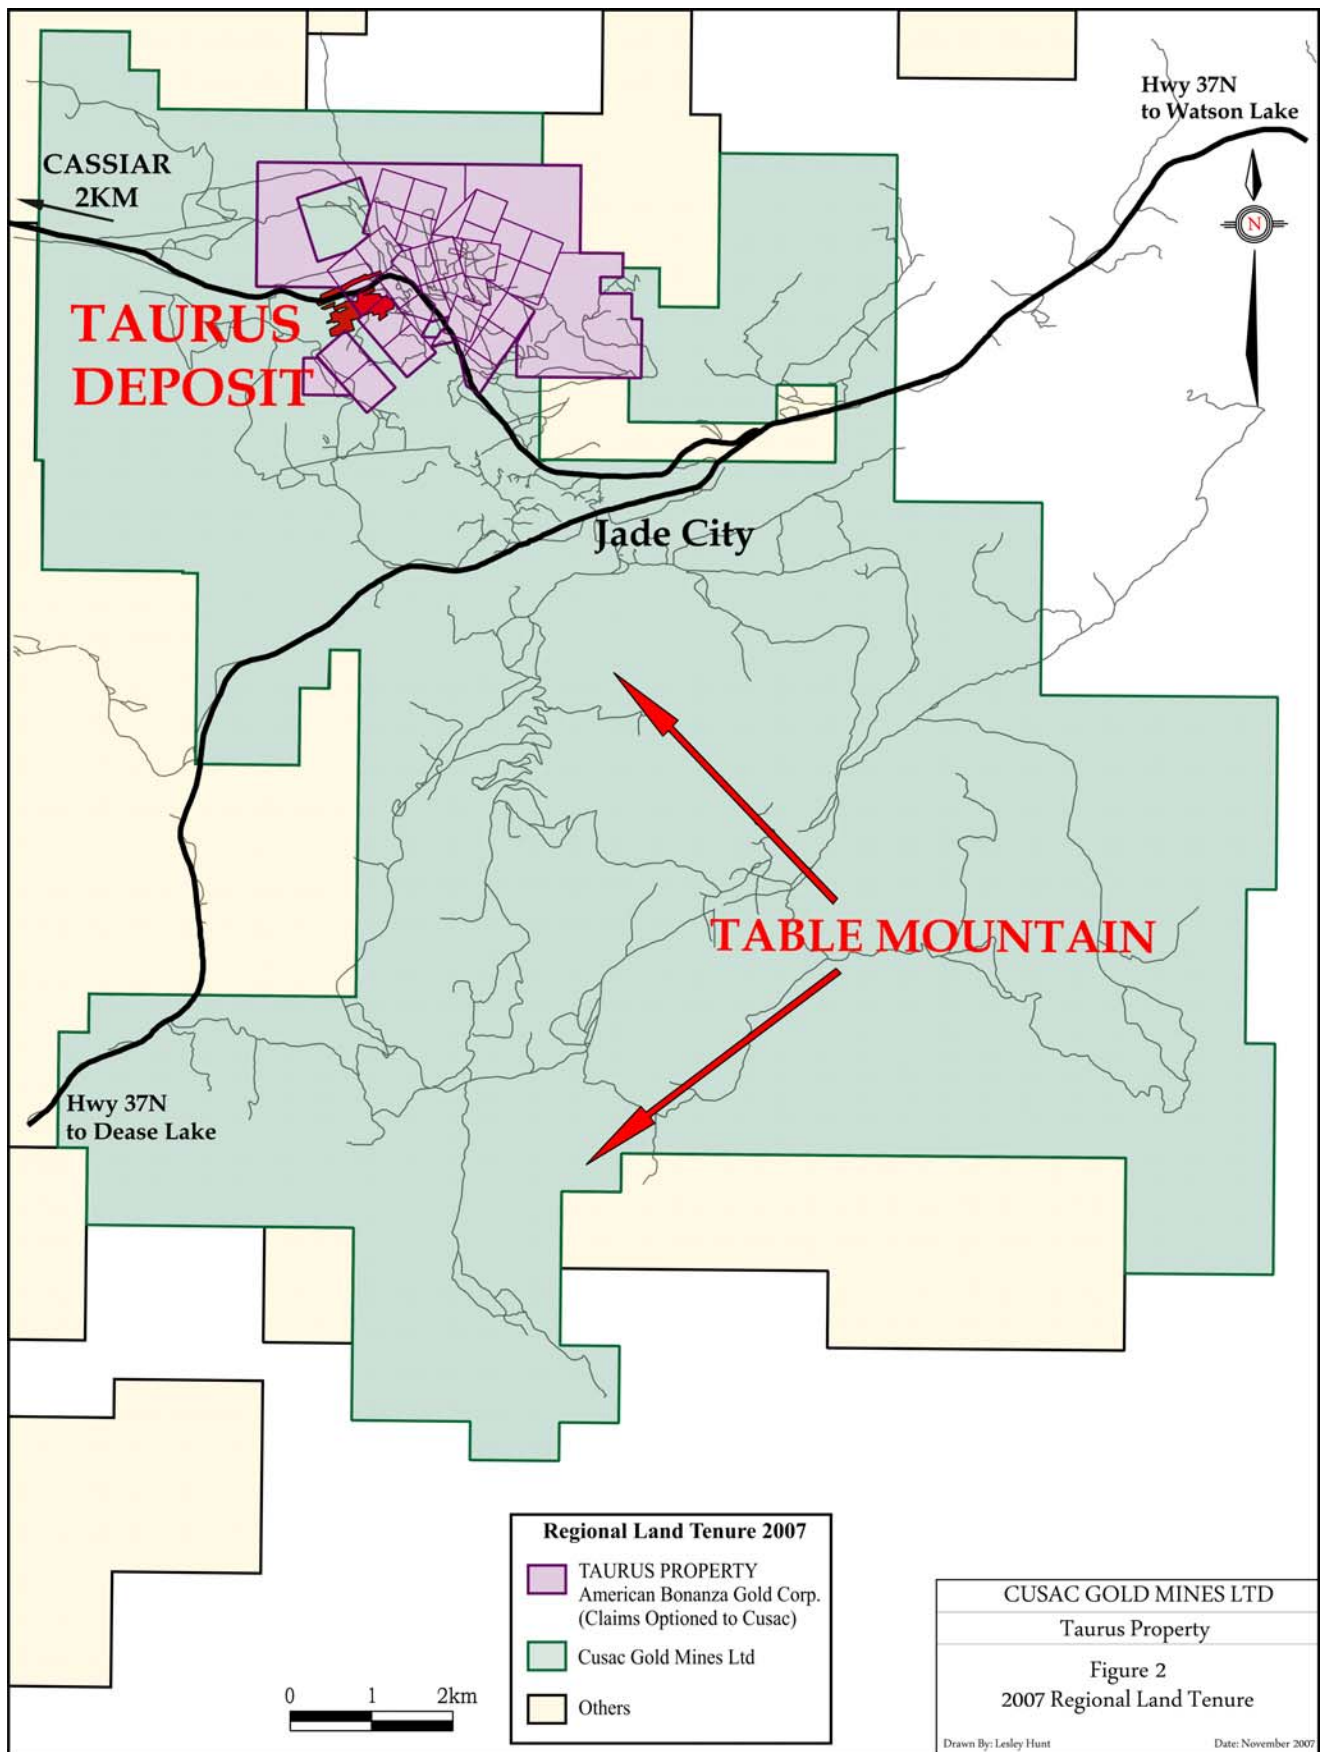 Hwy 37N
to Watson Lake
CASSIAR
2KM
N
TAURUS
DEPOSIT
Jade City
TABLE MOUNTAIN
Hwy 37N
to Dease Lake
Regional Land Tenure 2007
TAURUS PROPERTY
American Bonanza Gold Corp.
(Claims Optioned to Cusac)
Cusac Gold Mines Ltd
Others
0 1 2km
CUSAC GOLD MINES LTD
Taurus Property
Figure 2
2007 Regional Land Tenure
Drawn By: Lesley Hunt Date: November 2007